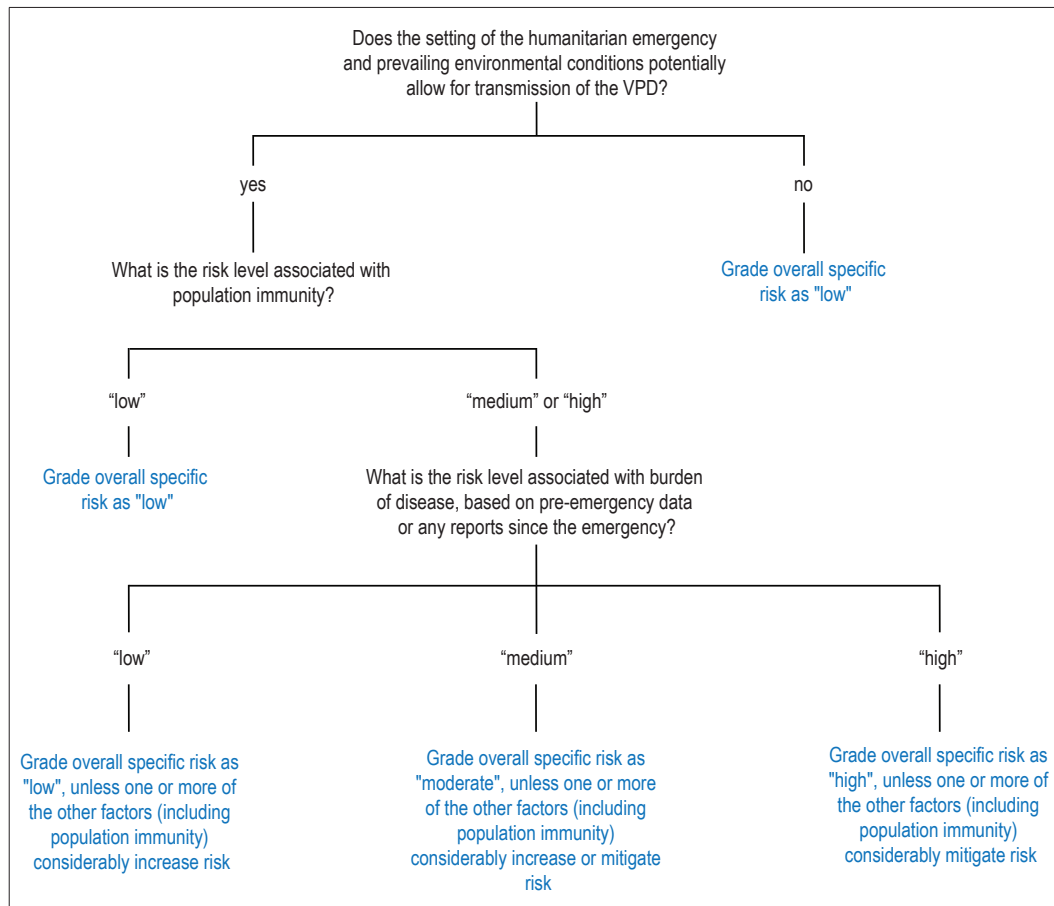 Does the setting of the humanitarian emergency
and prevailing environmental conditions potentially
allow for transmission of the VPD?
yes
no
What is the risk level associated with
population immunity?
Grade overall specific
risk as "low"
“low”
“medium” or “high”
Grade overall specific
risk as "low"
What is the risk level associated with burden
of disease, based on pre-emergency data
or any reports since the emergency?
“low”
“medium”
“high”
Grade overall specific risk as
"low", unless one or more of
the other factors (including
population immunity)
considerably increase risk
Grade overall specific risk as
"moderate", unless one or more
of the other factors (including
population immunity)
considerably increase or mitigate
risk
Grade overall specific risk as
"high", unless one or more of
the other factors (including
population immunity)
considerably mitigate risk